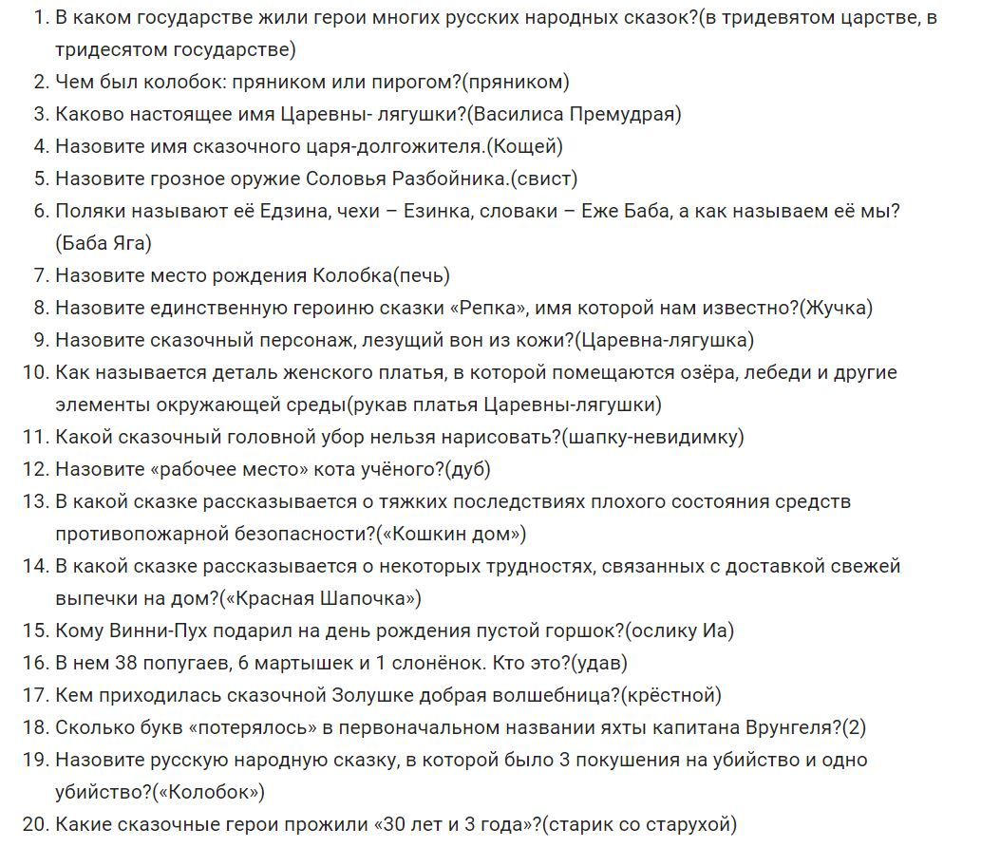 1. В каком государстве жили герои многих русских народных сказок?(в тридевятом царстве, в
тридесятом государстве)
2. Чем был колобок: пряником или пирогом?(пряником)
3. Каково настоящее имя Царевны- лягушки?(Василиса Премудрая)
4. Назовите имя сказочного царя-долгожителя.(Кощей)
5. Назовите грозное оружие Соловья Разбойника.(свист)
6. Поляки называют её Едзина, чехи – Езинка, словаки – Еже Баба, а как называем её мы?
(Баба Яга)
7. Назовите место рождения Колобка(печь)
8. Назовите единственную героиню сказки «Репка», имя которой нам известно?(Жучка)
9. Назовите сказочный персонаж, лезущий вон из кожи?(Царевна-лягушка)
10. Как называется деталь женского платья, в которой помещаются озёра, лебеди и другие
элементы окружающей среды(рукав платья Царевны-лягушки)
11. Какой сказочный головной убор нельзя нарисовать?(шапку-невидимку)
12. Назовите «рабочее место» кота учёного?(дуб)
13. В какой сказке рассказывается о тяжких последствиях плохого состояния средств
противопожарной безопасности?(«Кошкин дом»)
14. В какой сказке рассказывается о некоторых трудностях, связанных с доставкой свежей
выпечки на дом?(«Красная Шапочка»)
15. Кому Винни-Пух подарил на день рождения пустой горшок?(ослику Иа)
16. В нем 38 попугаев, 6 мартышек и 1 слонёнок. Кто это?(удав)
17. Кем приходилась сказочной Золушке добрая волшебница?(крёстной)
18. Сколько букв «потерялось» в первоначальном названии яхты капитана Врунгеля?(2)
19. Назовите русскую народную сказку, в которой было 3 покушения на убийство и одно
убийство?(«Колобок»)
20. Какие сказочные герои прожили «30 лет и 3 года»?(старик со старухой)